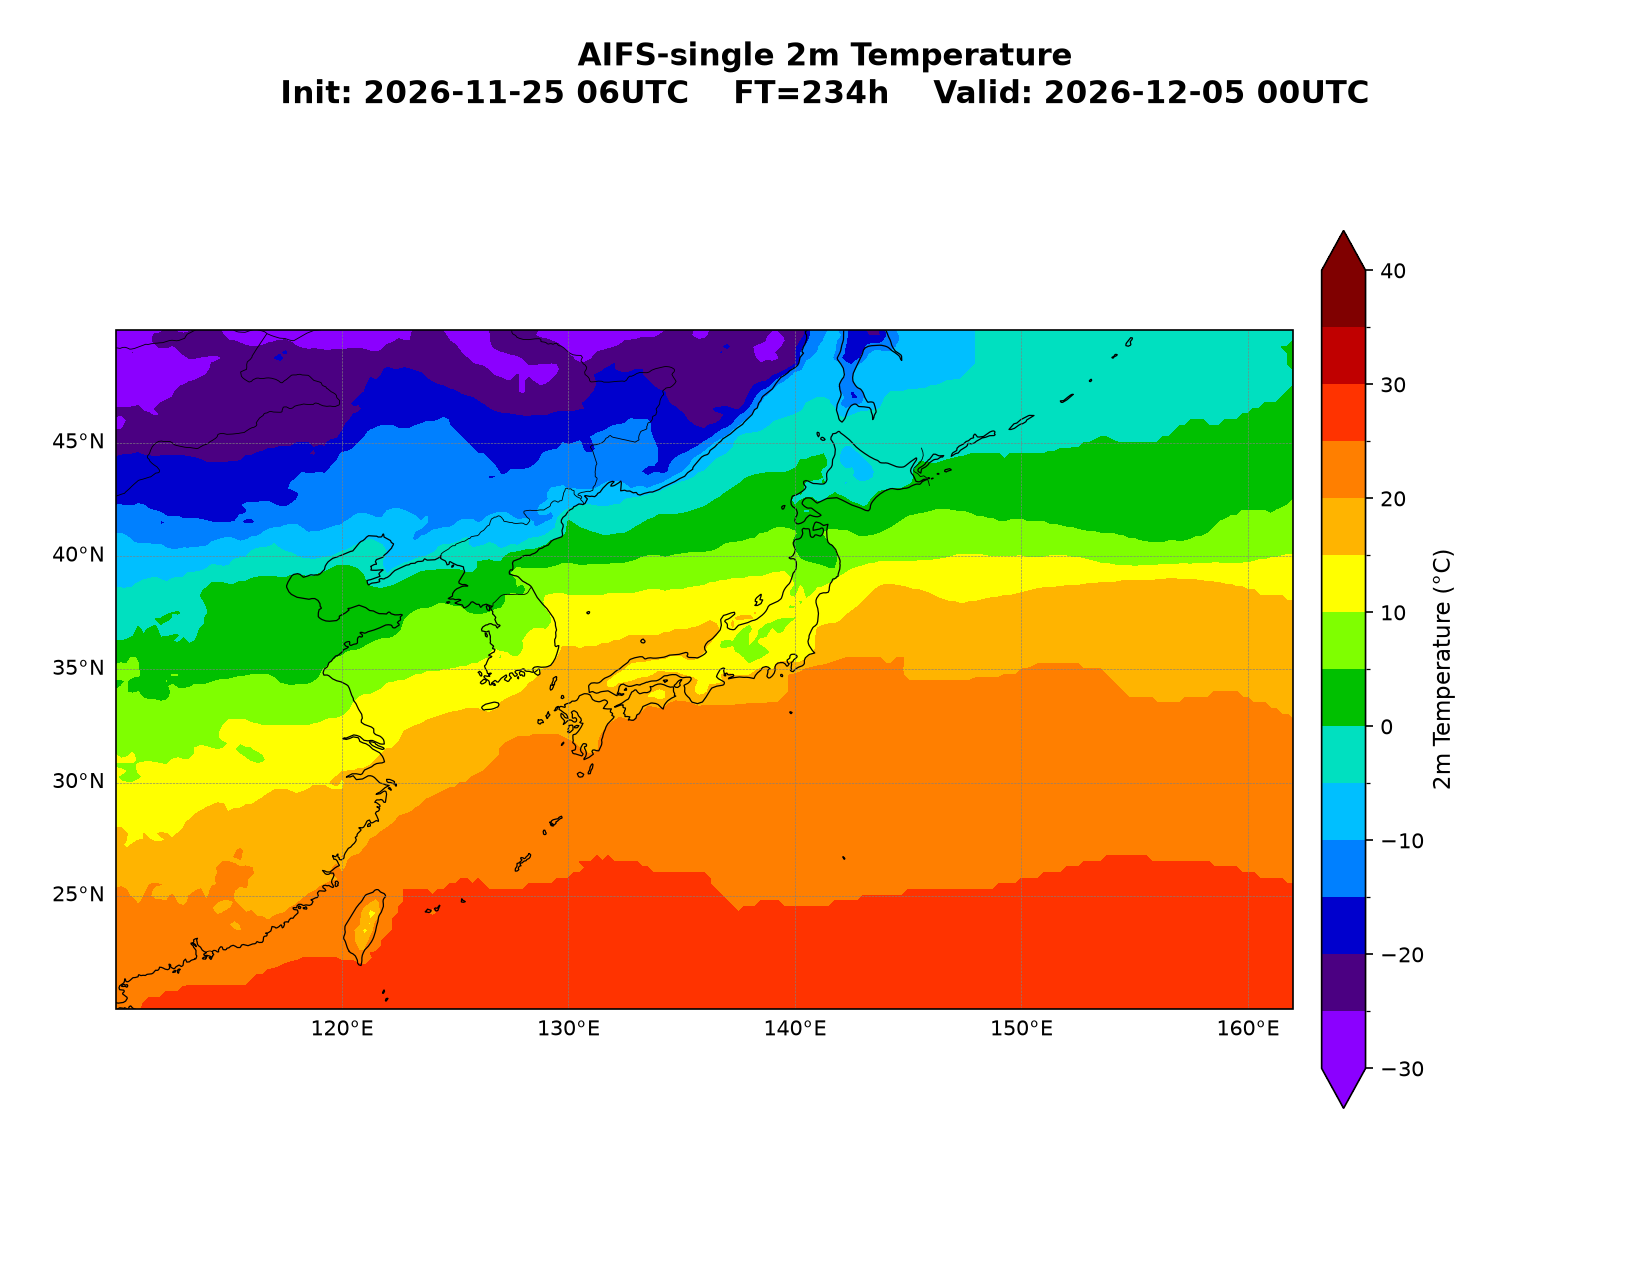 AIFS-single 2m Temperature
Init: 2026-11-25 06UTC    FT=234h    Valid: 2026-12-05 00UTC
45°N
40°N
35°N
30°N
25°N
120°E
130°E
140°E
150°E
160°E
40
30
20
10
0
−10
−20
−30
2m Temperature (°C)